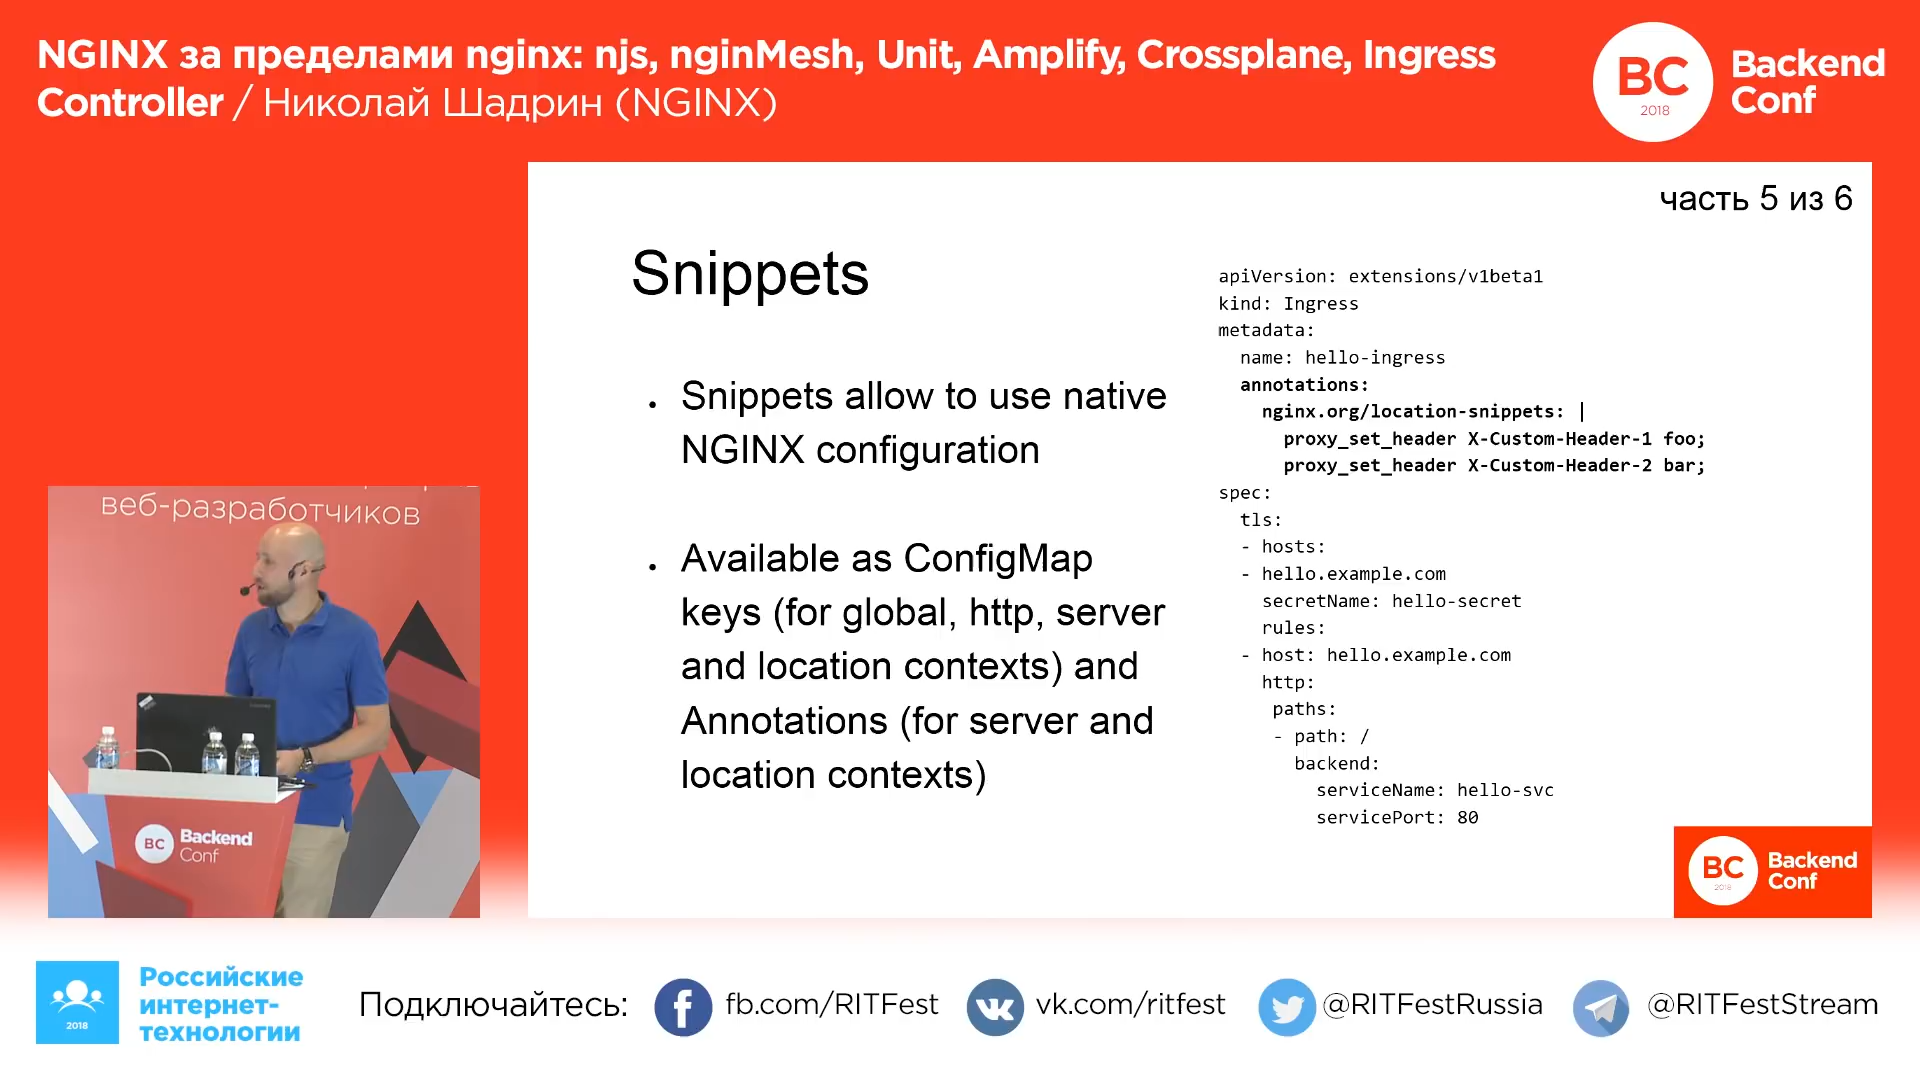 NGINX за пределами nginx: njs, nginMesh, Unit, Amplify, Crossplane, Ingress
Controller / Николай Шадрин (NGINX)
BC
2018
Backend
Conf
часть 5 из 6
Snippets
Snippets allow to use native
NGINX configuration
Available as ConfigMap
keys (for global, http, server
and location contexts) and
Annotations (for server and
location contexts)
apiVersion: extensions/v1beta1
kind: Ingress
metadata:
name: hello-ingress
annotations:
nginx.org/location-snippets: |
proxy_set_header X-Custom-Header-1 foo;
proxy_set_header X-Custom-Header-2 bar;
spec:
tls:
- hosts:
- hello.example.com
secretName: hello-secret
rules:
- host: hello.example.com
http:
paths:
- path: /
backend:
serviceName: hello-svc
servicePort: 80
BC
2018
Backend
Conf
веб-разработчиков
BC
Backend
Conf
2018
Российские
интернет-
технологии
Подключайтесь:
fb.com/RITFest
vk.com/ritfest
@RITFestRussia
@RITFestStream